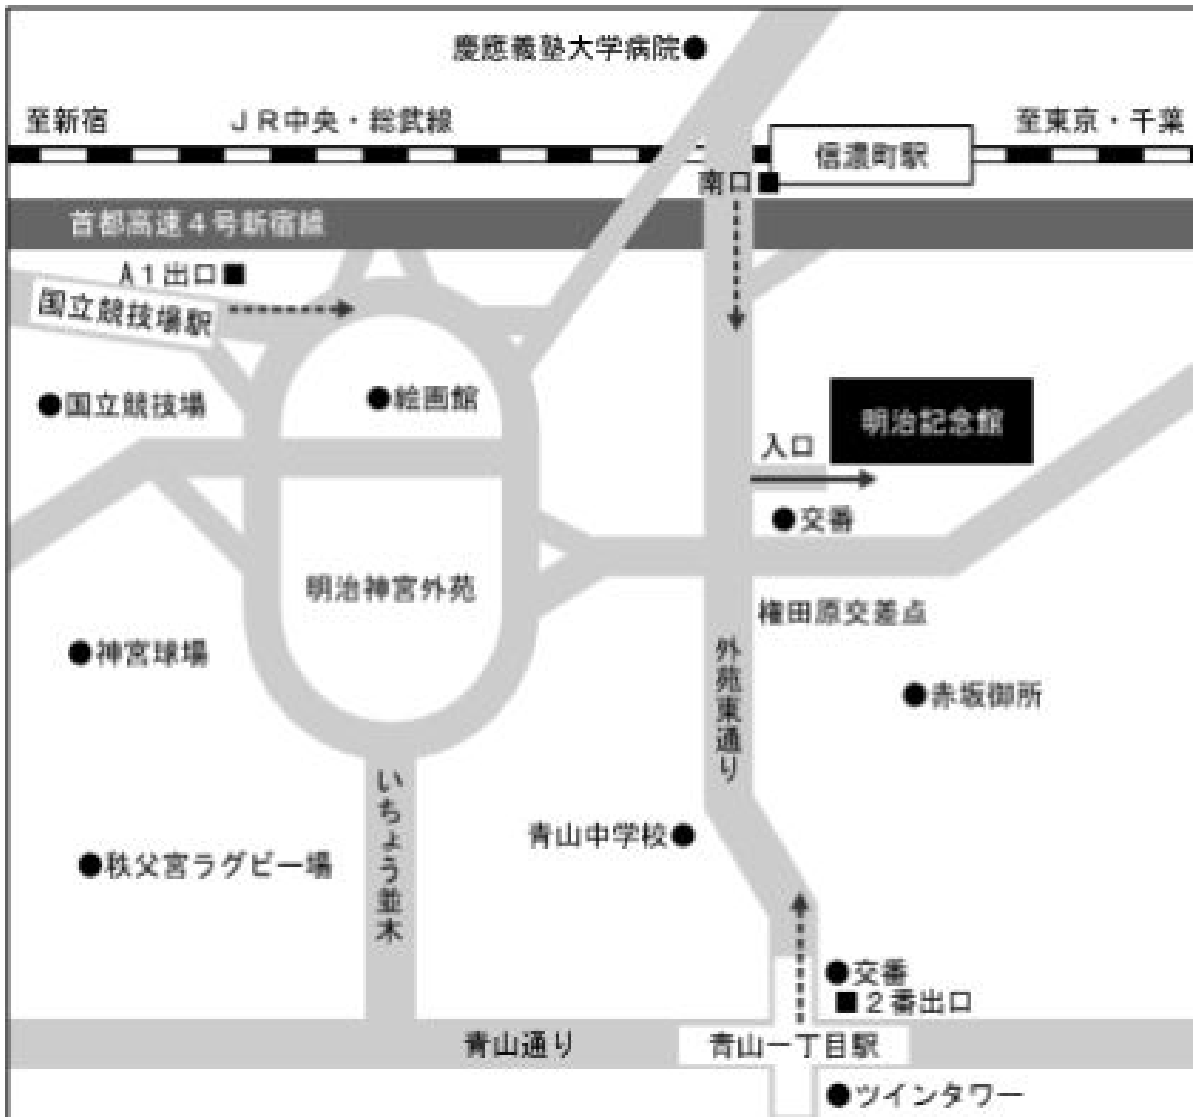 慶應義塾大学病院
至新宿
JR中央・総武線
至東京・千葉
信濃町駅
南口
首都高速4号新宿線
A1出口
国立競技場駅
国立競技場
絵画館
明治記念館
入口
交番
明治神宮外苑
権田原交差点
神宮球場
外苑東通り
赤坂御所
いちょう並木
青山中学校
秩父宮ラグビー場
交番
2番出口
青山通り
青山一丁目駅
ツインタワー